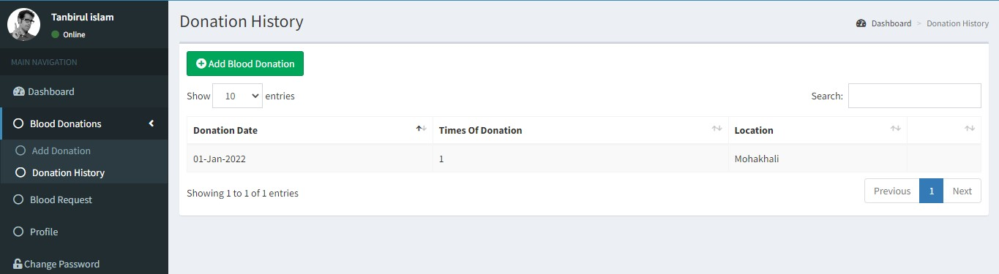 Tanbirul islam
Online
MAIN NAVIGATION
Dashboard
Blood Donations
Add Donation
Donation History
Blood Request
Profile
Change Password
Donation History
Dashboard > Donation History
Add Blood Donation
Show 10 entries
Search:
Donation Date Times Of Donation Location
01-Jan-2022 1 Mohakhali
Showing 1 to 1 of 1 entries
Previous 1 Next